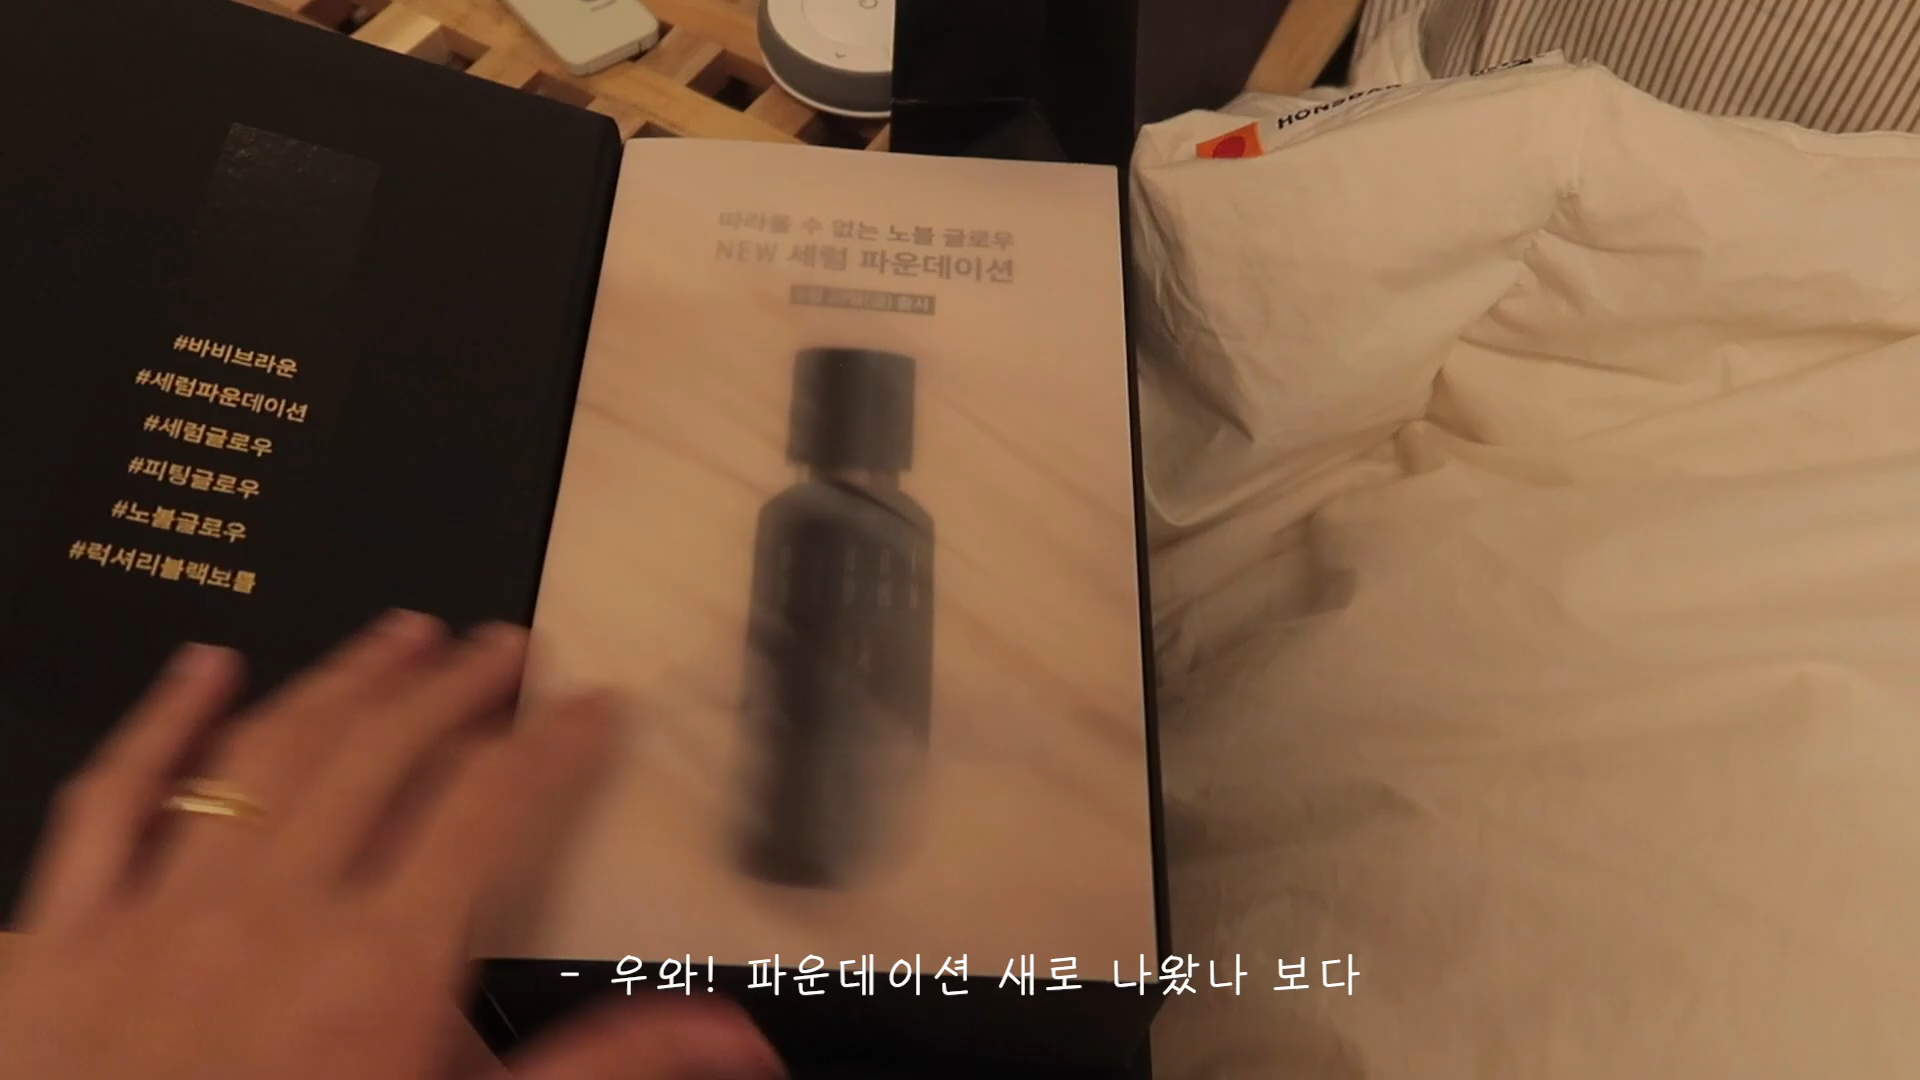 #바비브라운
#세럼파운데이션
#세럼글로우
#피팅글로우
#노블글로우
#럭셔리블랙보틀
따라올 수 없는 노블 글로우
NEW 세럼 파운데이션
출시
- 우와! 파운데이션 새로 나왔나 보다